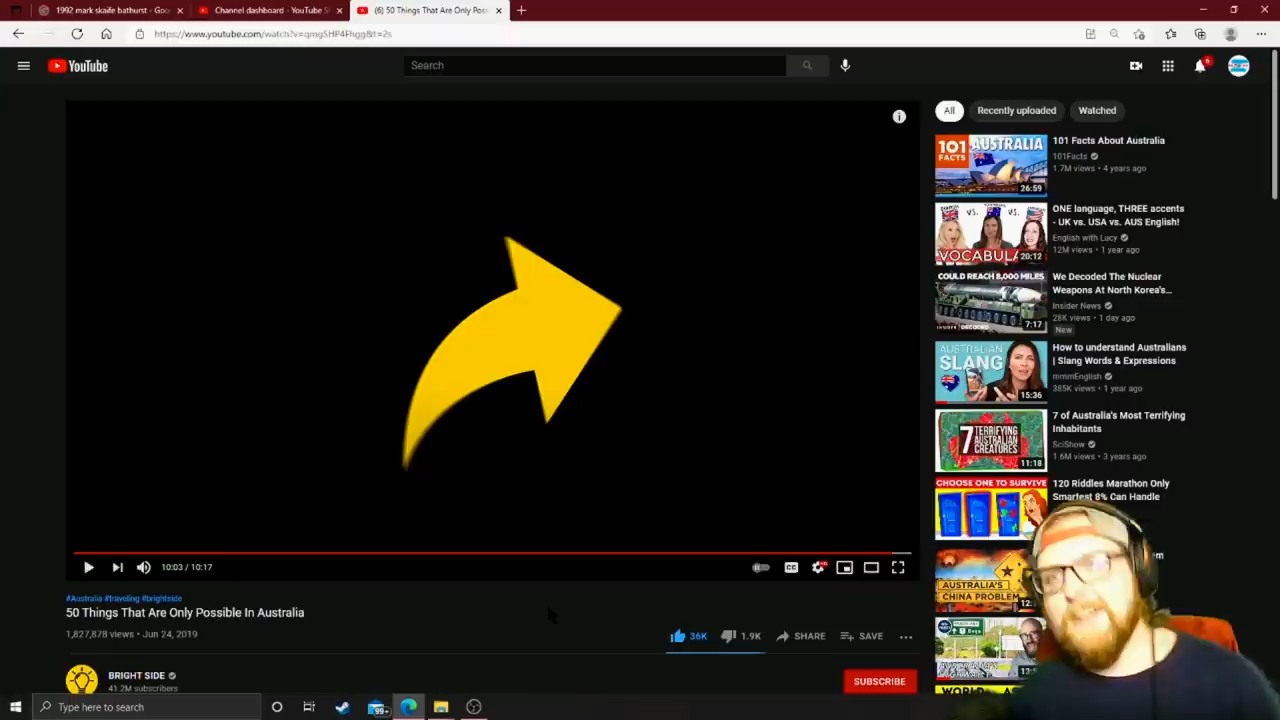 1992 mark skaife bathurst - Goo
Channel dashboard - YouTube S
(6) 50 Things That Are Only Poss
https://www.youtube.com/watch?v=qmgSHP4Fhgg&t=2s
YouTube
Search
6
All
Recently uploaded
Watched
101 FACTS
AUSTRALIA
26:59
101 Facts About Australia
101Facts
1.7M views • 4 years ago
VS.
VS.
VOCABULA
20:12
ONE language, THREE accents
- UK vs. USA vs. AUS English!
English with Lucy
12M views • 1 year ago
COULD REACH 8,000 MILES
7:17
We Decoded The Nuclear
Weapons At North Korea's...
Insider News
28K views • 1 day ago
New
AUSTRALIAN
SLANG
15:36
How to understand Australians
| Slang Words & Expressions
mmmEnglish
385K views • 1 year ago
7 TERRIFYING
AUSTRALIAN
CREATURES
11:18
7 of Australia's Most Terrifying
Inhabitants
SciShow
1.6M views • 3 years ago
CHOOSE ONE TO SURVIVE
120 Riddles Marathon Only
Smartest 8% Can Handle
AUSTRALIA'S
CHINA PROBLEM
10:03 / 10:17
CC
#Australia #traveling #brightside
50 Things That Are Only Possible In Australia
1,827,878 views • Jun 24, 2019
36K
1.9K
SHARE
SAVE
BRIGHT SIDE
41.2M subscribers
SUBSCRIBE
Type here to search
99+